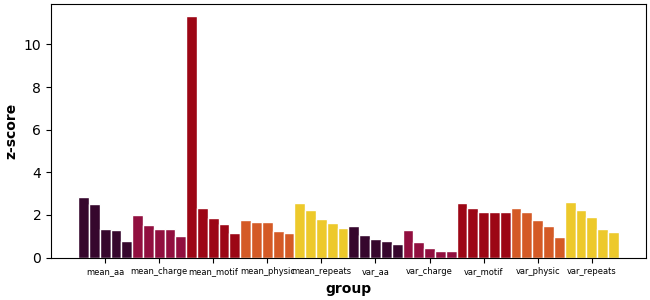 10
8
6
4
2
0
z-score
mean_aa mean_charge mean_motif mean_physic mean_repeats var_aa var_charge var_motif var_physic var_repeats
group